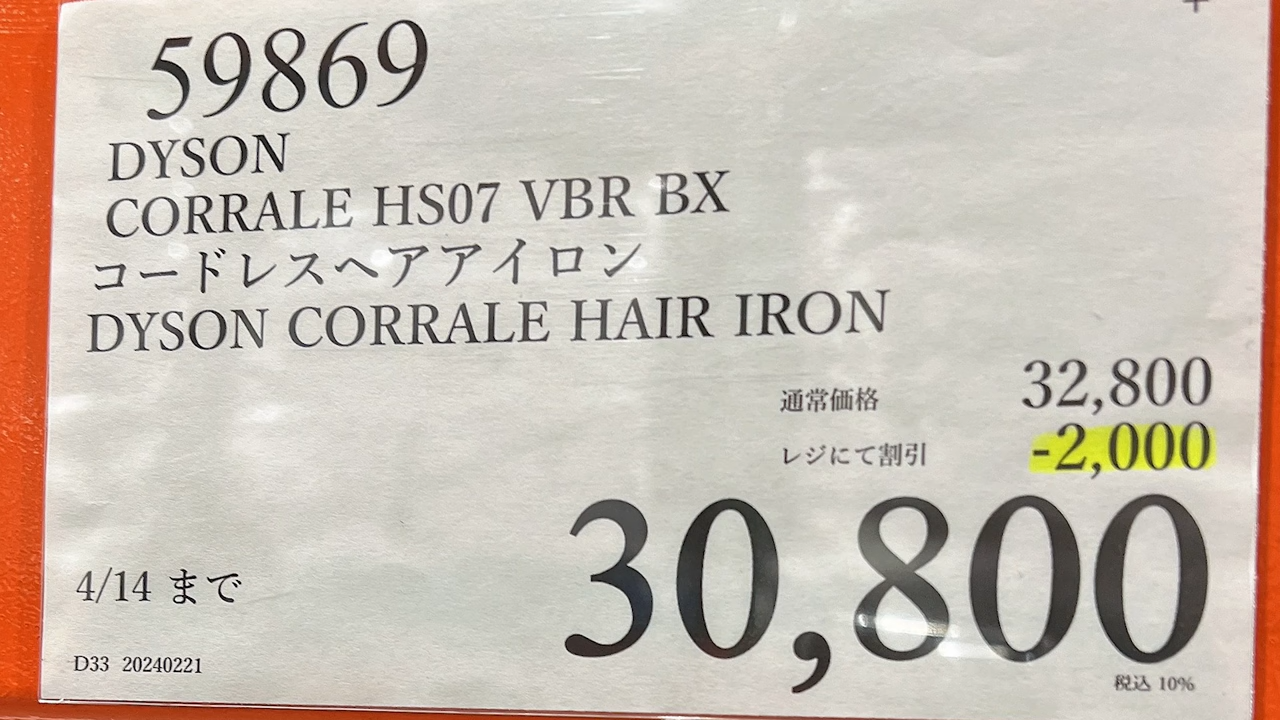 59869
DYSON
CORRALE HS07 VBR BX
コードレスヘアアイロン
DYSON CORRALE HAIR IRON
通常価格 32,800
レジにて割引 -2,000
30,800
4/14 まで
D33 20240221
税込 10%